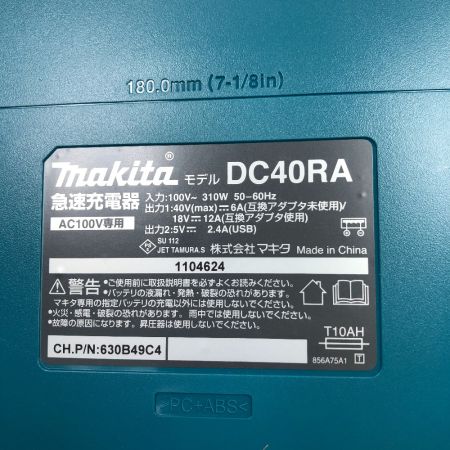 180.0mm (7-1/8in)
makita® モデル DC40RA
急速充電器
AC100V専用
入力:100V~ 310W 50-60Hz
出力1:40V(max)⎓6A(互換アダプタ未使用)/
18V⎓12A(互換アダプタ使用)
出力2:5V⎓ 2.4A(USB)
SU 112
JET TAMURA.S 株式会社 マキタ Made in China
1104624
警告
•ご使用前に取扱説明書を必ずよくお読みください。
•バッテリの液漏れ・発熱・破裂の恐れがあります。
マキタ専用の指定バッテリの充電以外には使用しないでください。
•火災・感電・破裂の恐れがあります。雨中では使用しないでください。
•故障の原因になります。昇圧器は使用しないでください。
T10AH
CH.P/N:630B49C4
856A75A1 T
>PC+ABS<